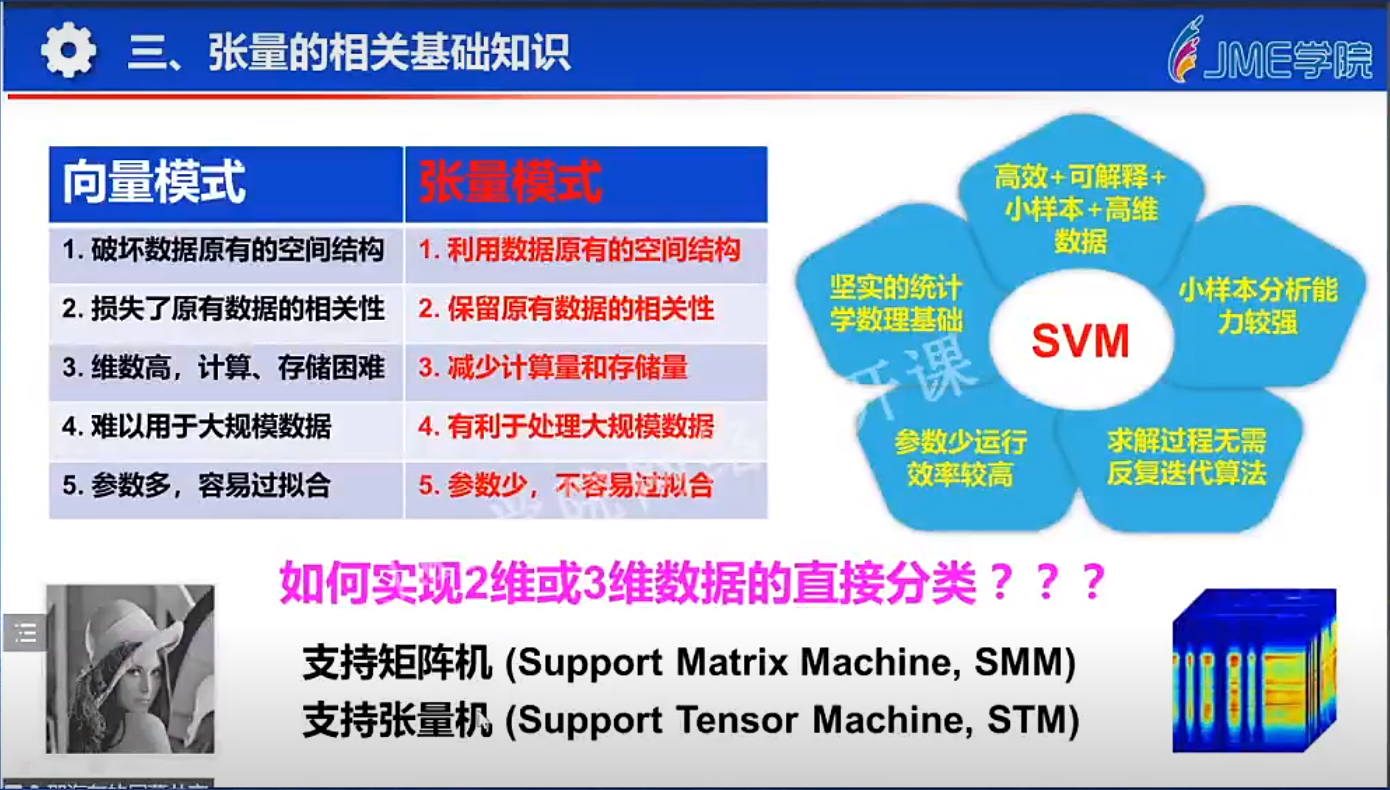 三、张量的相关基础知识
JME学院
向量模式
张量模式
1. 破坏数据原有的空间结构
1. 利用数据原有的空间结构
2. 损失了原有数据的相关性
2. 保留原有数据的相关性
3. 维数高，计算、存储困难
3. 减少计算量和存储量
4. 难以用于大规模数据
4. 有利于处理大规模数据
5. 参数多，容易过拟合
5. 参数少，不容易过拟合
高效+可解释+
小样本+高维
数据
坚实的统计
学数理基础
小样本分析能
力较强
SVM
参数少运行
效率较高
求解过程无需
反复迭代算法
开课
如何实现2维或3维数据的直接分类？？？
支持矩阵机 (Support Matrix Machine, SMM)
支持张量机 (Support Tensor Machine, STM)